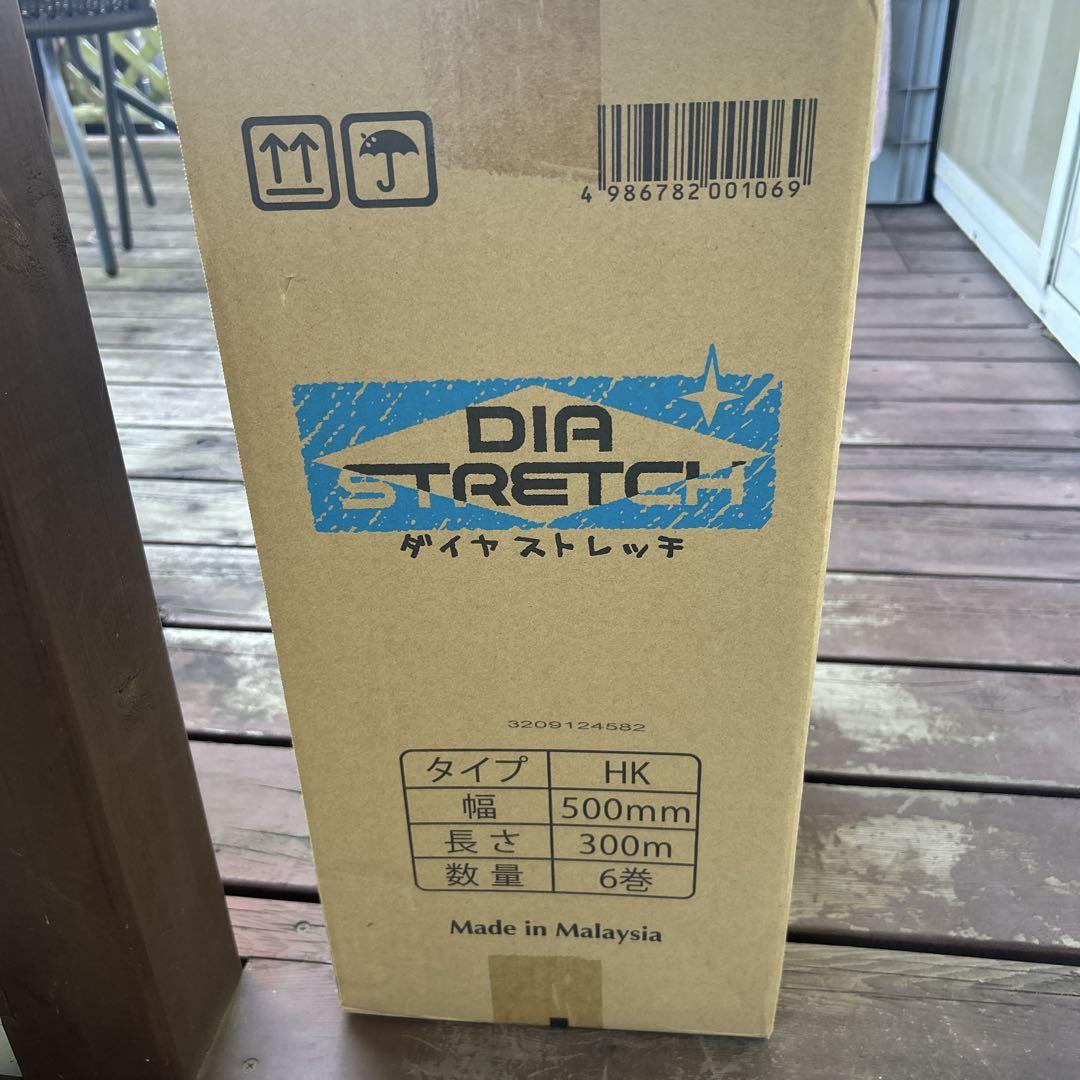 4 986782 001069
DIA
STRETCH
ダイヤストレッチ
3209124582
タイプ HK
幅 500mm
長さ 300m
数量 6巻
Made in Malaysia